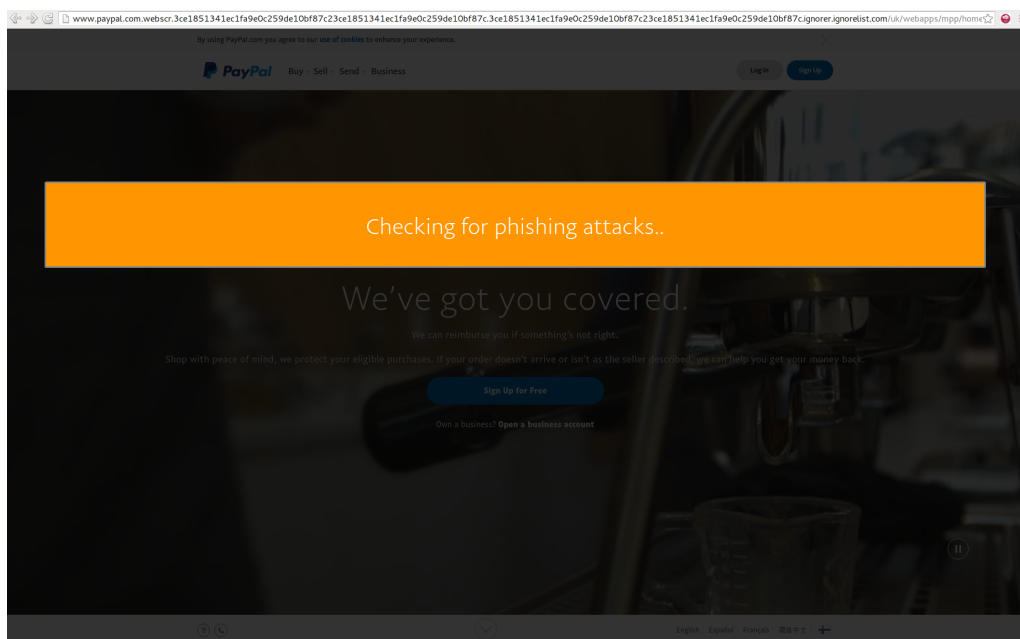 www.paypal.com.webscr.3ce1851341ec1fa9e0c259de10bf87c23ce1851341ec1fa9e0c259de10bf87c.3ce1851341ec1fa9e0c259de10bf87c23ce1851341ec1fa9e0c259de10bf87c.ignorer.ignorelist.com/uk/webapps/mpp/home
By using PayPal.com you agree to our use of cookies to enhance your experience.
PayPal Buy Sell Send Business Log In Sign Up
Checking for phishing attacks..
We've got you covered.
We can reimburse you if something's not right.
Shop with peace of mind, we protect your eligible purchases. If your order doesn't arrive or isn't as the seller described, we can help you get your money back.
Sign Up for Free
Own a business? Open a business account
English Español Français 简体中文